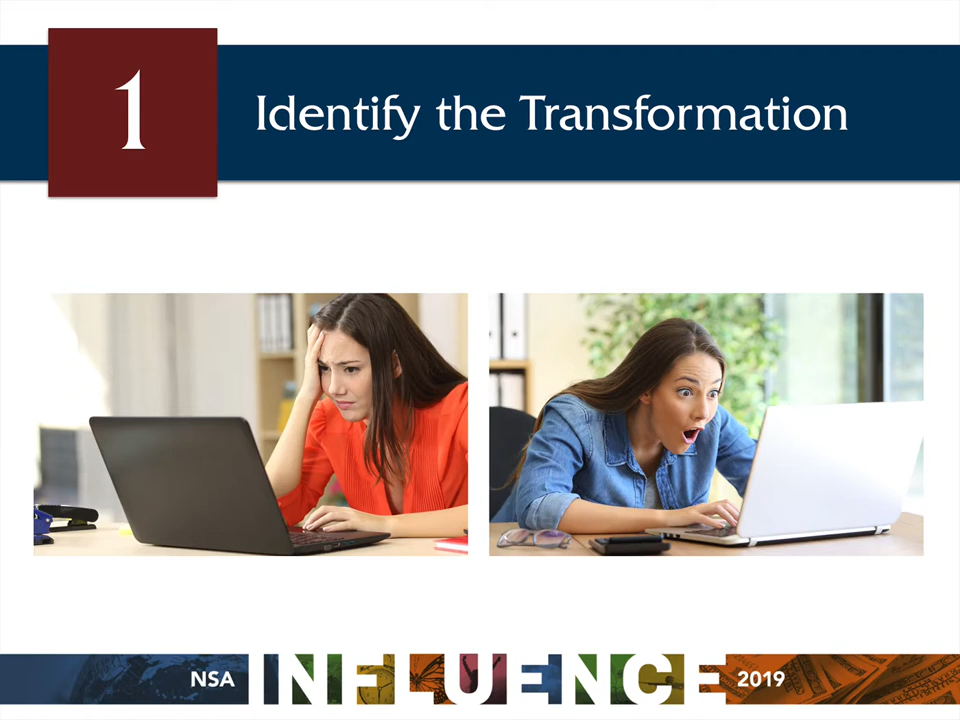 1
Identify the Transformation
NSA INFLUENCE 2019